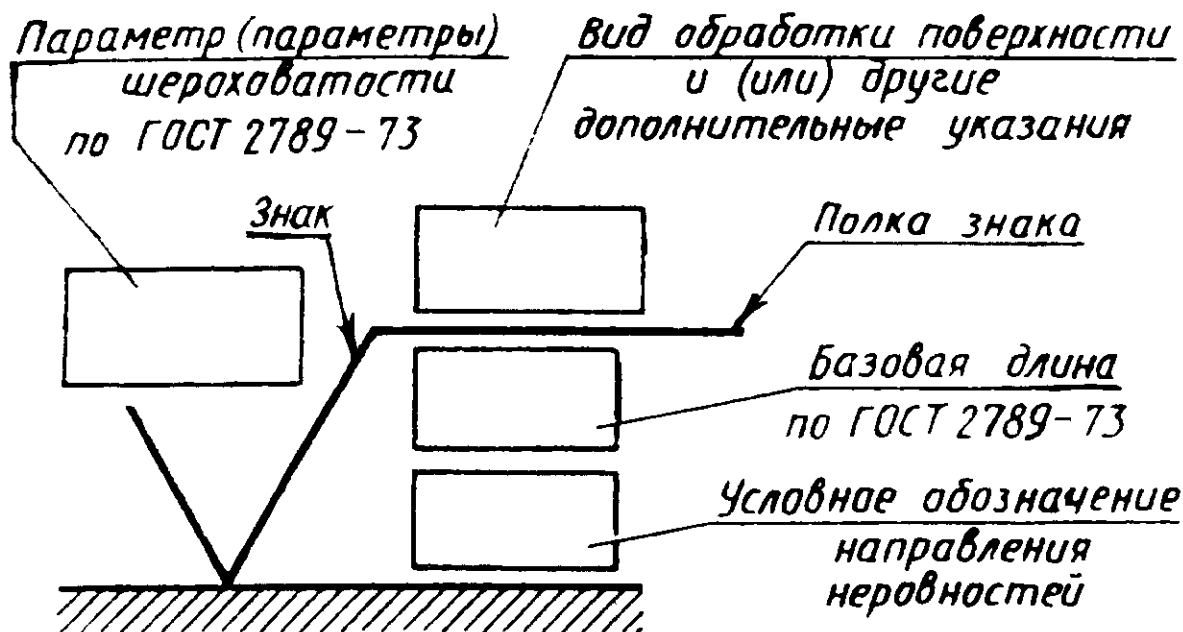 Параметр (параметры)
шероховатости
по ГОСТ 2789-73
Вид обработки поверхности
и (или) другие
дополнительные указания
Знак
Полка знака
Базовая длина
по ГОСТ 2789-73
Условное обозначение
направления
неровностей